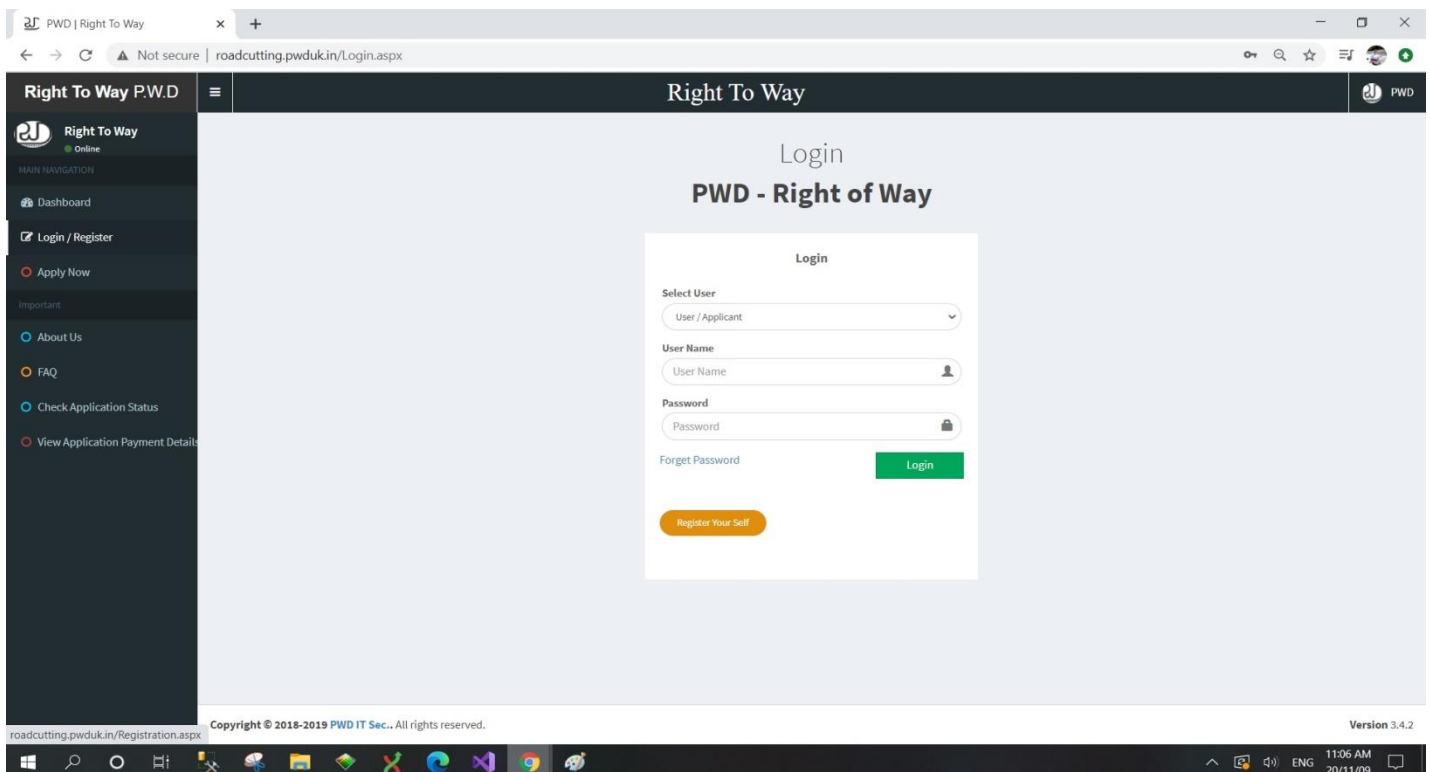 PWD | Right To Way
Not secure | roadcutting.pwduk.in/Login.aspx
Right To Way P.W.D
Right To Way
PWD
Right To Way
Online
MAIN NAVIGATION
Dashboard
Login / Register
Apply Now
Important
About Us
FAQ
Check Application Status
View Application Payment Details
Login
PWD - Right of Way
Login
Select User
User / Applicant
User Name
User Name
Password
Password
Forget Password
Login
Register Your Self
Copyright © 2018-2019 PWD IT Sec.. All rights reserved.
Version 3.4.2
roadcutting.pwduk.in/Registration.aspx
ENG
11:06 AM
20/11/09